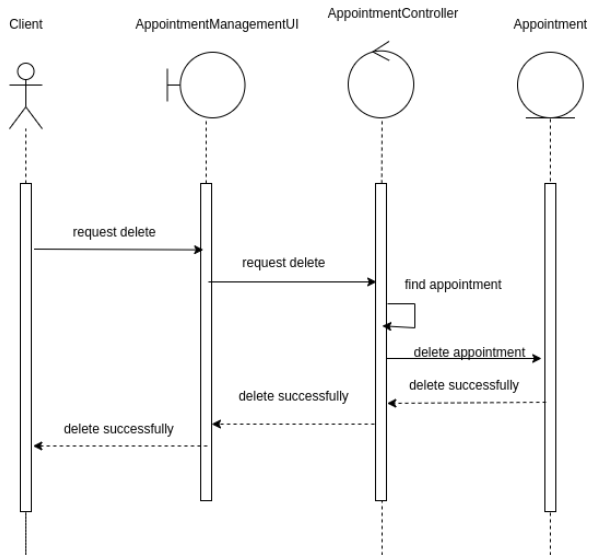 Client
AppointmentManagementUI
AppointmentController
Appointment
request delete
request delete
find appointment
delete appointment
delete successfully
delete successfully
delete successfully